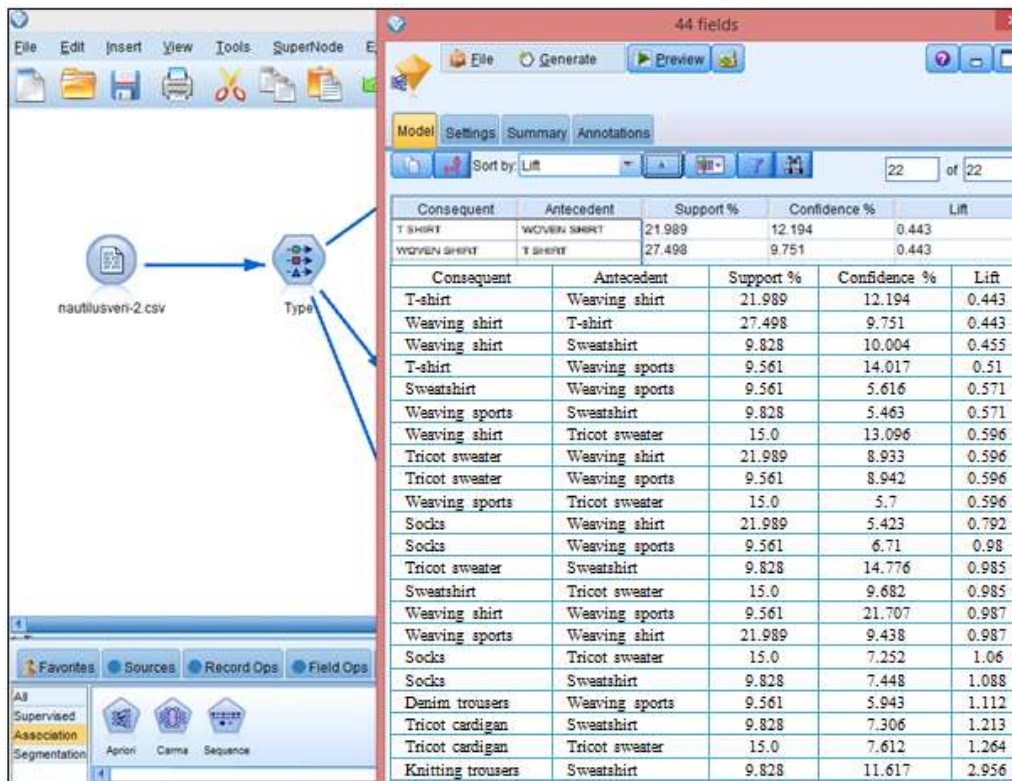 44 fields
File Edit Insert View Tools SuperNode E
File Generate Preview
Model Settings Summary Annotations
Sort by: Lift 22 of 22
Consequent Antecedent Support % Confidence % Lift
T SHIRT WOVEN SHIRT 21.989 12.194 0.443
WOVEN SHIRT T SHIRT 27.498 9.751 0.443
Consequent Antecedent Support % Confidence % Lift
T-shirt Weaving shirt 21.989 12.194 0.443
Weaving shirt T-shirt 27.498 9.751 0.443
Weaving shirt Sweatshirt 9.828 10.004 0.455
T-shirt Weaving sports 9.561 14.017 0.51
Sweatshirt Weaving sports 9.561 5.616 0.571
Weaving sports Sweatshirt 9.828 5.463 0.571
Weaving shirt Tricot sweater 15.0 13.096 0.596
Tricot sweater Weaving shirt 21.989 8.933 0.596
Tricot sweater Weaving sports 9.561 8.942 0.596
Weaving sports Tricot sweater 15.0 5.7 0.596
Socks Weaving shirt 21.989 5.423 0.792
Socks Weaving sports 9.561 6.71 0.98
Tricot sweater Sweatshirt 9.828 14.776 0.985
Sweatshirt Tricot sweater 15.0 9.682 0.985
Weaving shirt Weaving sports 9.561 21.707 0.987
Weaving sports Weaving shirt 21.989 9.438 0.987
Socks Tricot sweater 15.0 7.252 1.06
Socks Sweatshirt 9.828 7.448 1.088
Denim trousers Weaving sports 9.561 5.943 1.112
Tricot cardigan Sweatshirt 9.828 7.306 1.213
Tricot cardigan Tricot sweater 15.0 7.612 1.264
Knitting trousers Sweatshirt 9.828 11.617 2.956
nautilusveri-2.csv
Type
Favorites Sources Record Ops Field Ops
All
Supervised
Association
Segmentation
Apriori Carma Sequence